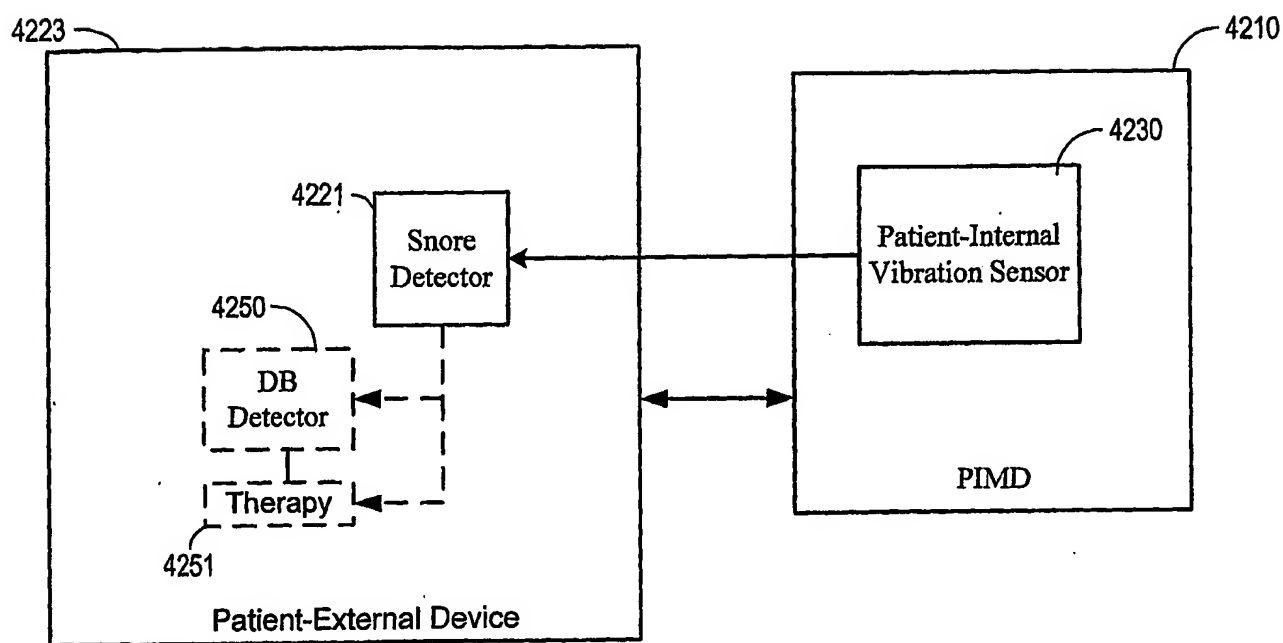 4223
4210
4230
4221
Snore
Detector
Patient-Internal
Vibration Sensor
4250
DB
Detector
Therapy
4251
PIMD
Patient-External Device